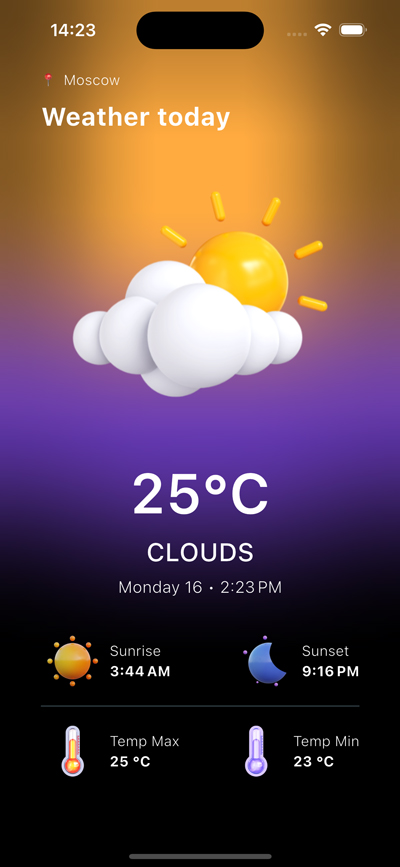 14:23
Moscow
Weather today
25°C
CLOUDS
Monday 16 • 2:23 PM
Sunrise
3:44 AM
Sunset
9:16 PM
Temp Max
25 °C
Temp Min
23 °C